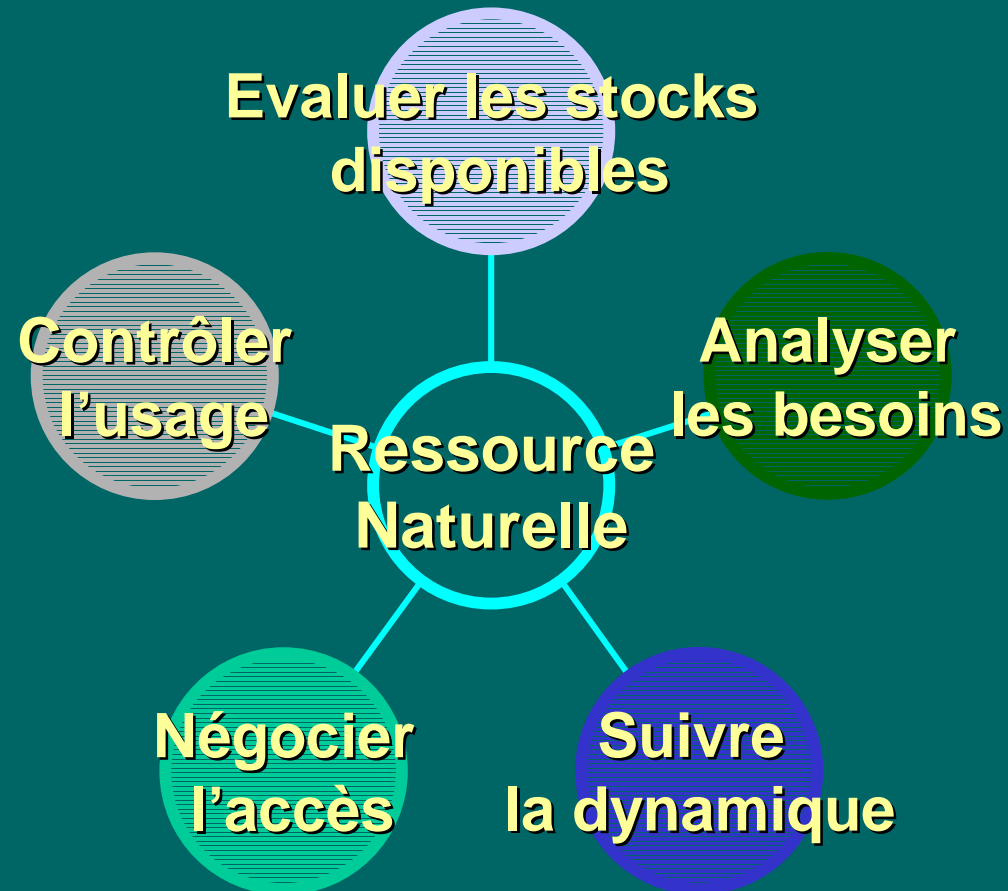 Evaluer les stocks
disponibles
Contrôler
l’usage
Analyser
les besoins
Ressource
Naturelle
Négocier
l’accès
Suivre
la dynamique